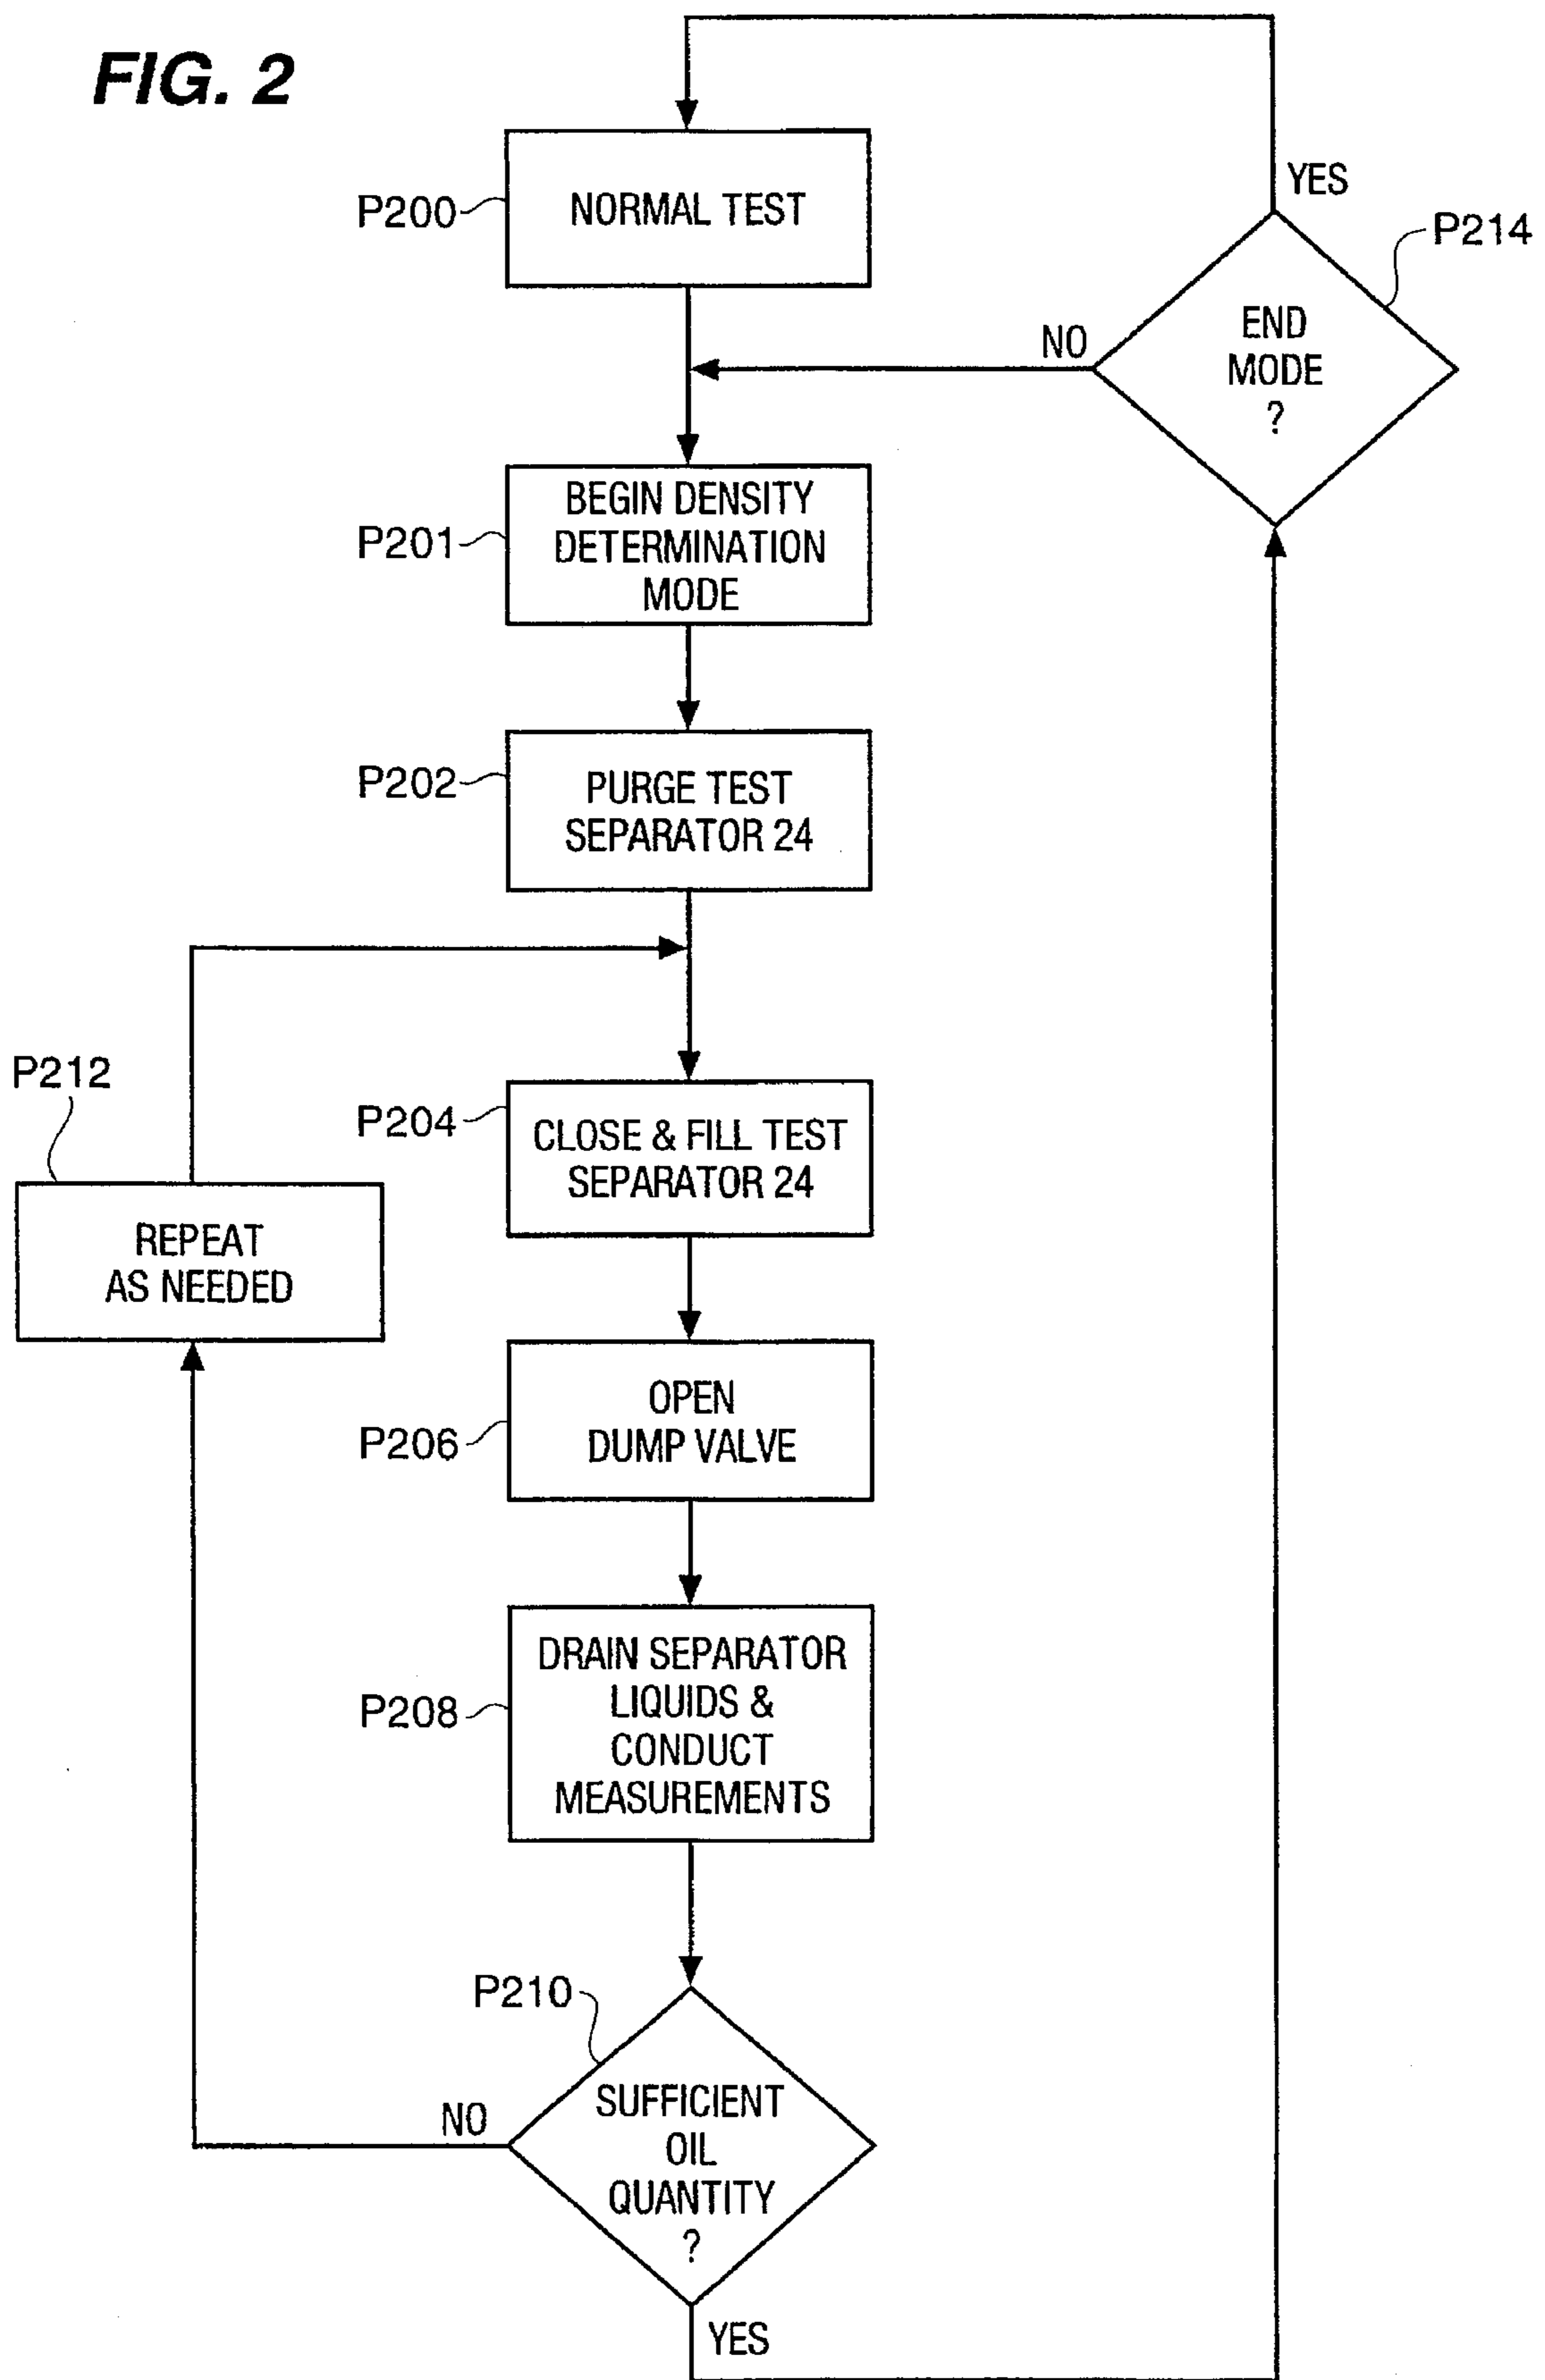 FIG. 2
P200
NORMAL TEST
YES
P214
NO
END
MODE
?
P201
BEGIN DENSITY
DETERMINATION
MODE
P202
PURGE TEST
SEPARATOR 24
P212
REPEAT
AS NEEDED
P204
CLOSE & FILL TEST
SEPARATOR 24
P206
OPEN
DUMP VALVE
P208
DRAIN SEPARATOR
LIQUIDS &
CONDUCT
MEASUREMENTS
P210
NO
SUFFICIENT
OIL
QUANTITY
?
YES